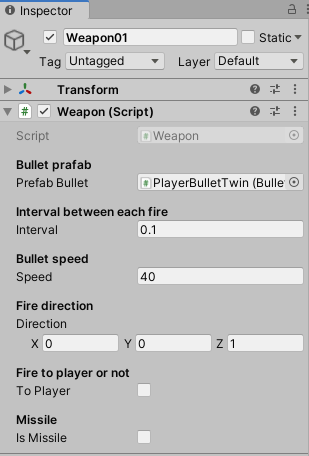 Inspector
Weapon01 Static
Tag Untagged Layer Default
Transform
# Weapon (Script)
Script # Weapon
Bullet prafab
Prefab Bullet # PlayerBulletTwin (Bulle
Interval between each fire
Interval 0.1
Bullet speed
Speed 40
Fire direction
Direction
X 0 Y 0 Z 1
Fire to player or not
To Player
Missile
Is Missile